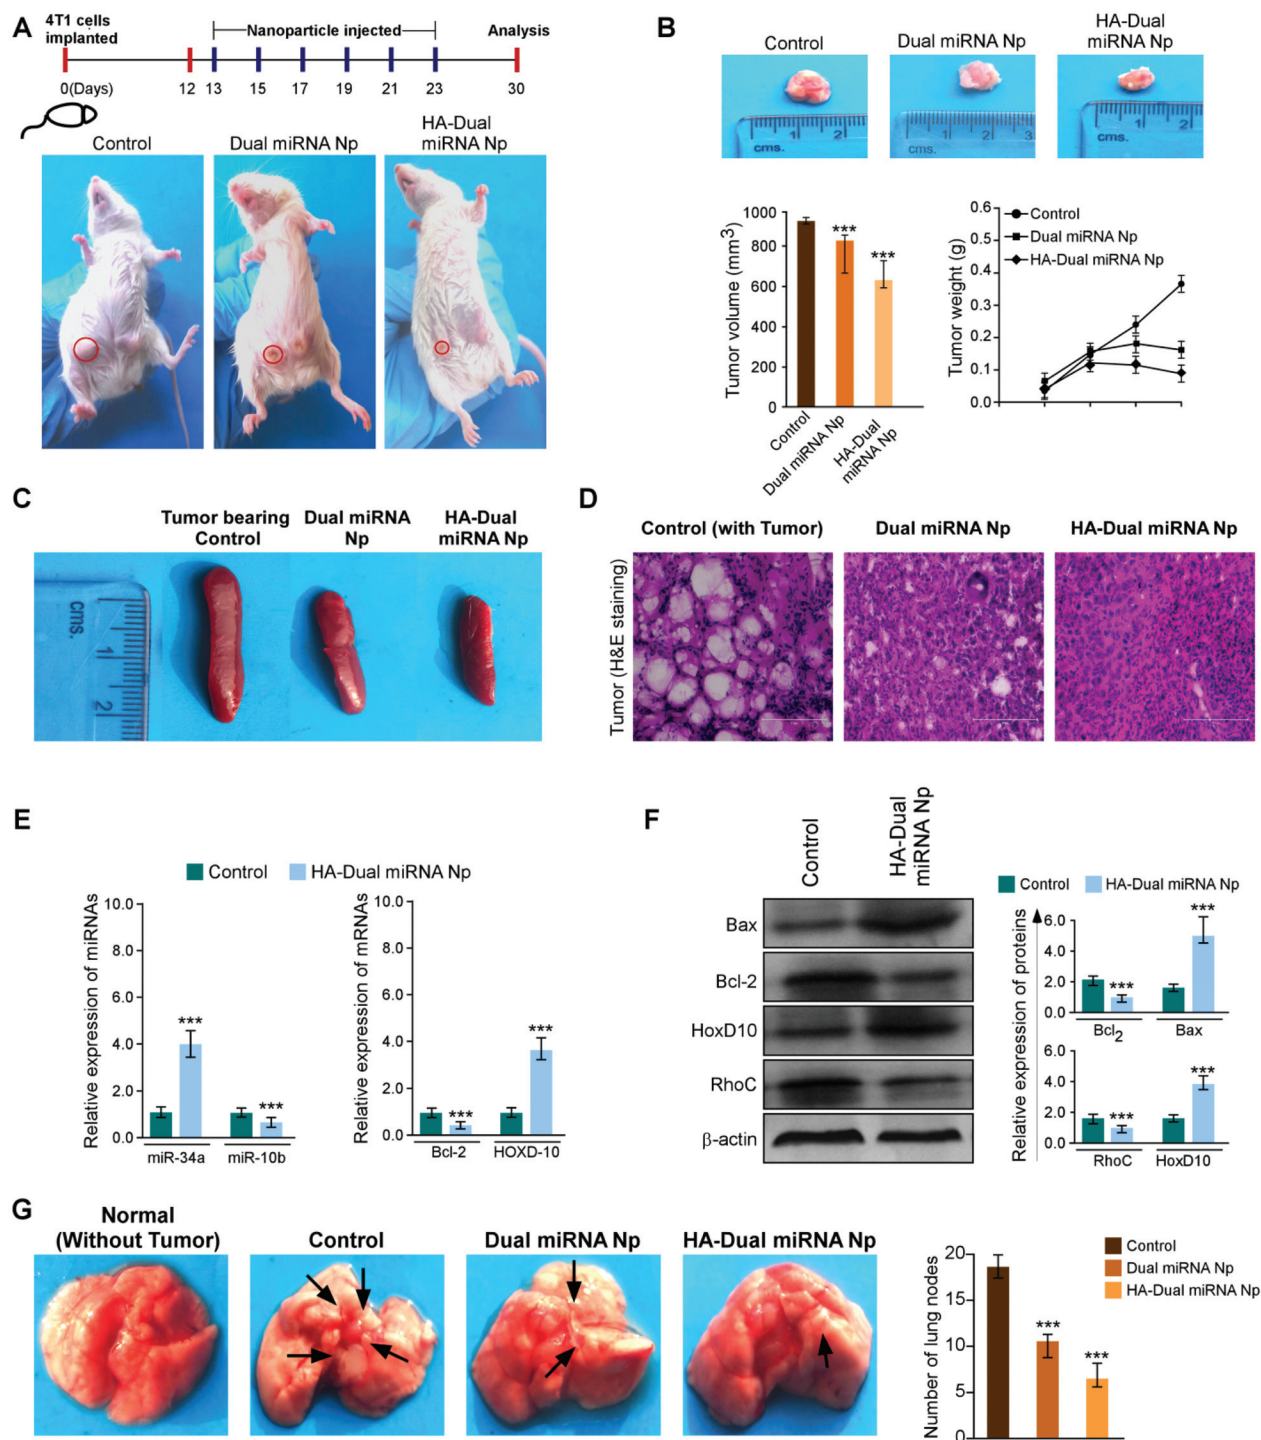 A
4T1 cells
implanted
Nanoparticle injected
Analysis
0(Days)
12
13
15
17
19
21
23
30
Control
Dual miRNA Np
HA-Dual
miRNA Np
B
Control
Dual miRNA Np
HA-Dual
miRNA Np
1
2
cms.
1
2
3
cms.
1
2
cms.
Tumor volume (mm3)
1000
800
600
400
200
0
***
***
Control
Dual miRNA Np
HA-Dual
miRNA Np
Tumor weight (g)
0.6
0.5
0.4
0.3
0.2
0.1
0.0
Control
Dual miRNA Np
HA-Dual miRNA Np
C
Tumor bearing
Control
Dual miRNA
Np
HA-Dual
miRNA Np
cms.
1
2
D
Control (with Tumor)
Dual miRNA Np
HA-Dual miRNA Np
Tumor (H&E staining)
E
Control
HA-Dual miRNA Np
Relative expression of miRNAs
10.0
8.0
6.0
4.0
2.0
0.0
***
***
miR-34a
miR-10b
Relative expression of mRNAs
10.0
8.0
6.0
4.0
2.0
0.0
***
***
Bcl-2
HOXD-10
F
Control
HA-Dual
miRNA Np
Bax
Bcl-2
HoxD10
RhoC
β-actin
Control
HA-Dual miRNA Np
Relative expression of proteins
6.0
4.0
2.0
0.0
***
***
Bcl2
Bax
6.0
4.0
2.0
0.0
***
***
RhoC
HoxD10
G
Normal
(Without Tumor)
Control
Dual miRNA Np
HA-Dual miRNA Np
Number of lung nodes
20
15
10
5
0
***
***
Control
Dual miRNA Np
HA-Dual miRNA Np